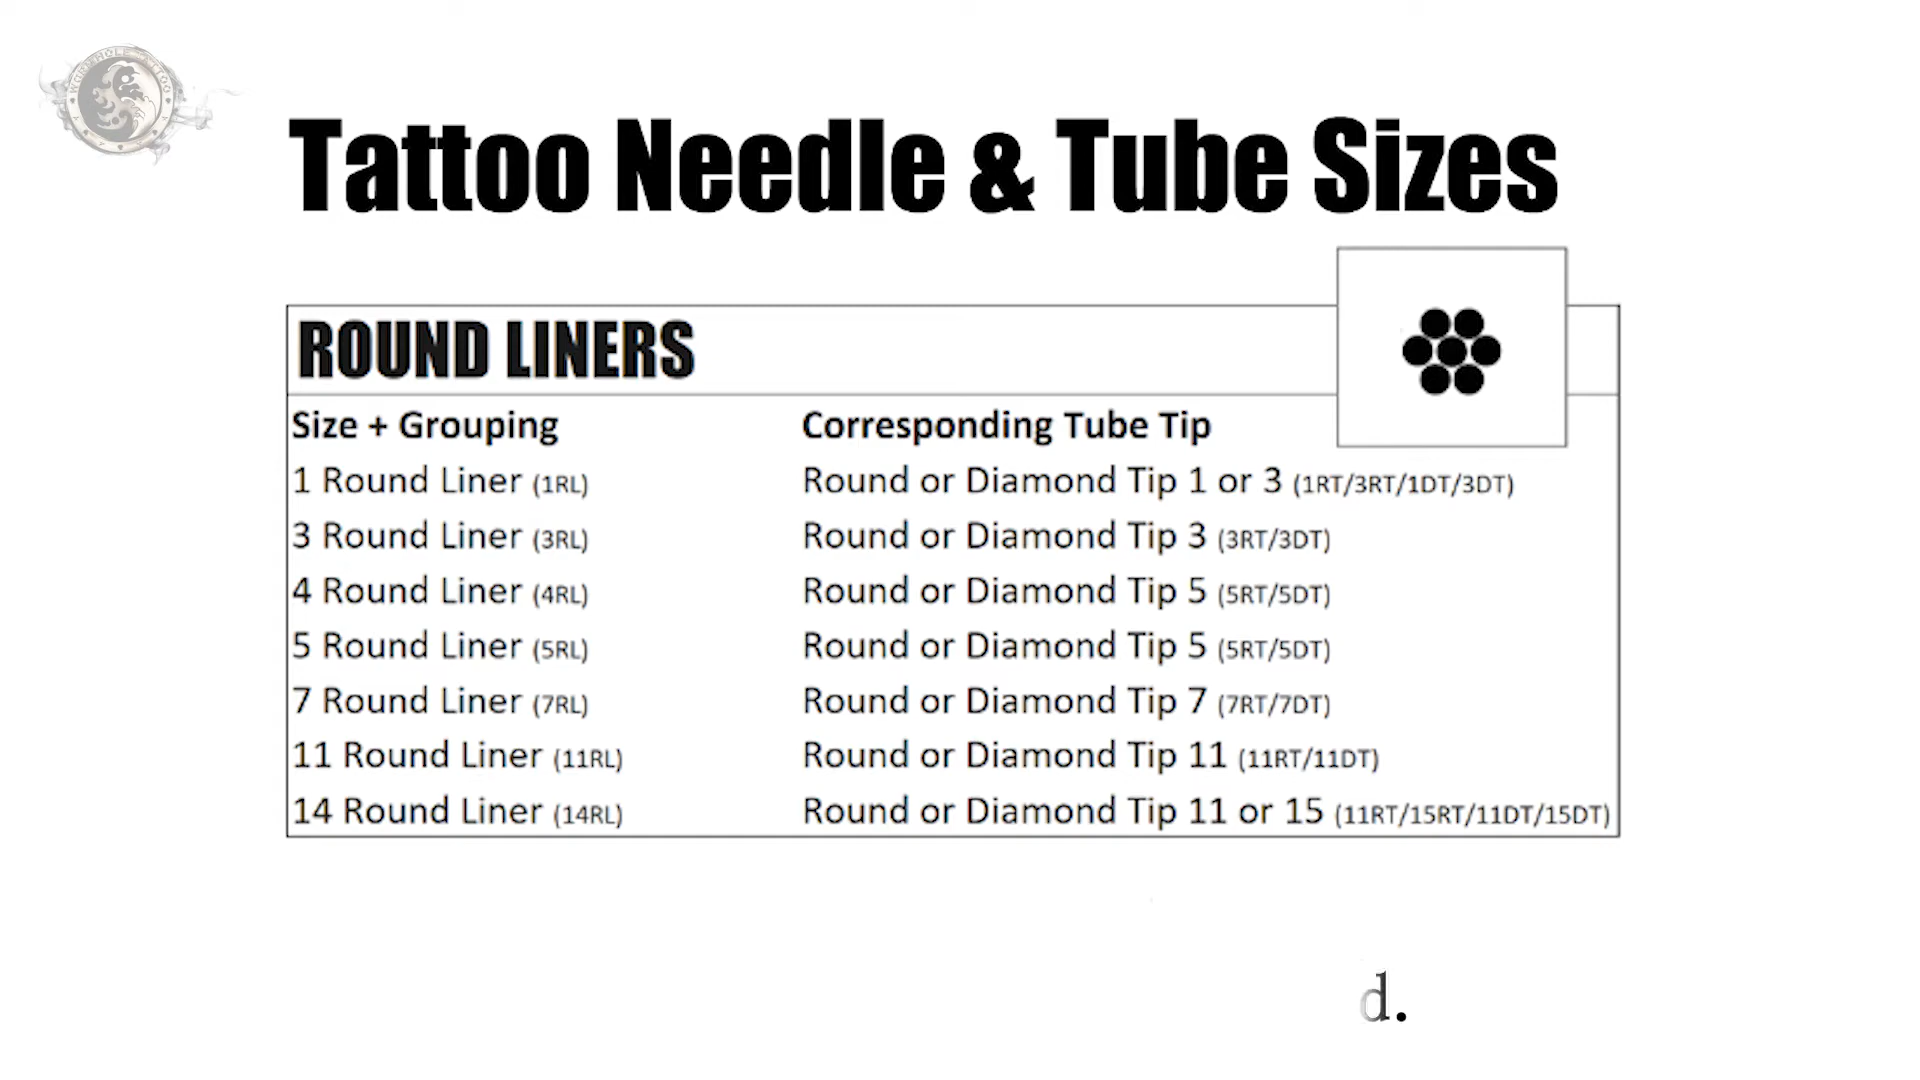 WORMHOLE TATTOO
Tattoo Needle & Tube Sizes
ROUND LINERS
Size + Grouping Corresponding Tube Tip
1 Round Liner (1RL) Round or Diamond Tip 1 or 3 (1RT/3RT/1DT/3DT)
3 Round Liner (3RL) Round or Diamond Tip 3 (3RT/3DT)
4 Round Liner (4RL) Round or Diamond Tip 5 (5RT/5DT)
5 Round Liner (5RL) Round or Diamond Tip 5 (5RT/5DT)
7 Round Liner (7RL) Round or Diamond Tip 7 (7RT/7DT)
11 Round Liner (11RL) Round or Diamond Tip 11 (11RT/11DT)
14 Round Liner (14RL) Round or Diamond Tip 11 or 15 (11RT/15RT/11DT/15DT)
d.